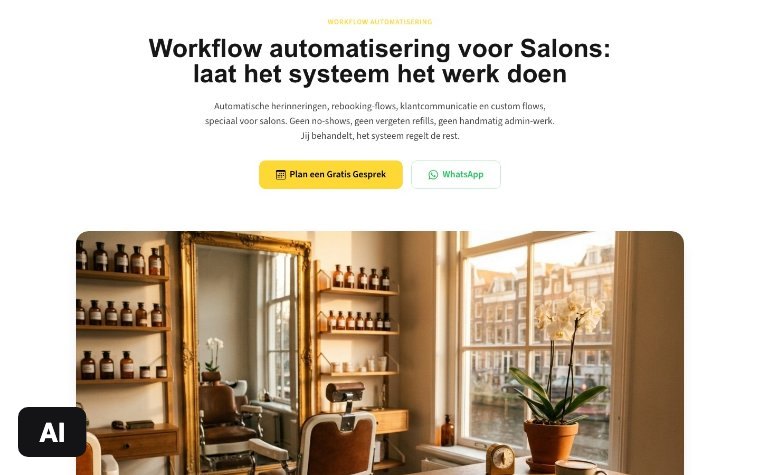 WORKFLOW AUTOMATISERING
Workflow automatisering voor Salons:
laat het systeem het werk doen
Automatische herinneringen, rebooking-flows, klantcommunicatie en custom flows,
speciaal voor salons. Geen no-shows, geen vergeten refills, geen handmatig admin-werk.
Jij behandelt, het systeem regelt de rest.
Plan een Gratis Gesprek
WhatsApp
AI